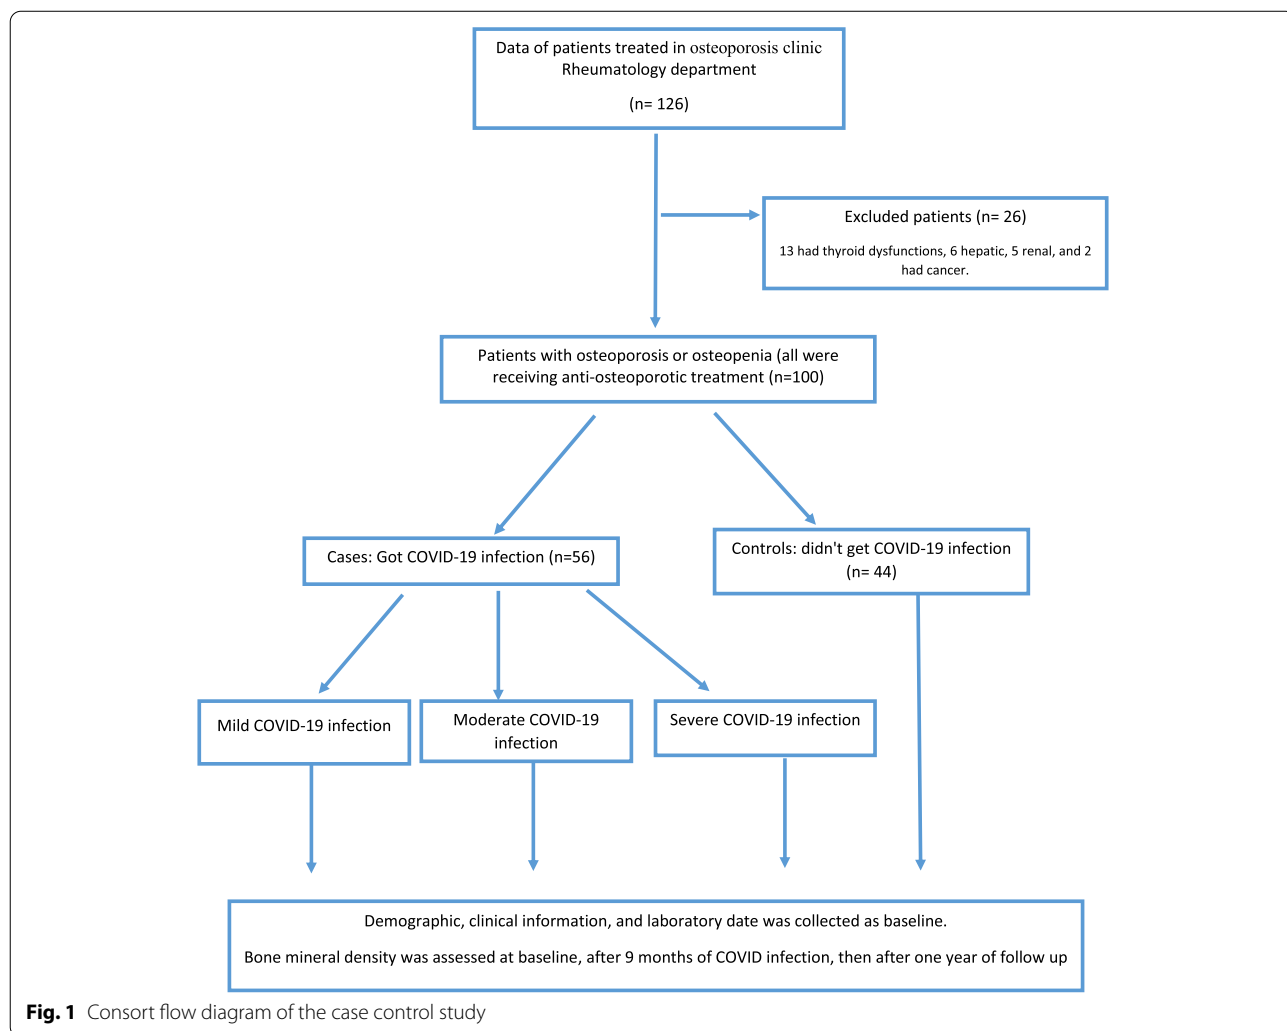 Data of patients treated in osteoporosis clinic
Rheumatology department
(n= 126)
Excluded patients (n= 26)
13 had thyroid dysfunctions, 6 hepatic, 5 renal, and 2
had cancer.
Patients with osteoporosis or osteopenia (all were
receiving anti-osteoporotic treatment (n=100)
Cases: Got COVID-19 infection (n=56)
Controls: didn't get COVID-19 infection
(n= 44)
Mild COVID-19 infection
Moderate COVID-19
infection
Severe COVID-19 infection
Demographic, clinical information, and laboratory date was collected as baseline.
Bone mineral density was assessed at baseline, after 9 months of COVID infection, then after one year of follow up
Fig. 1 Consort flow diagram of the case control study